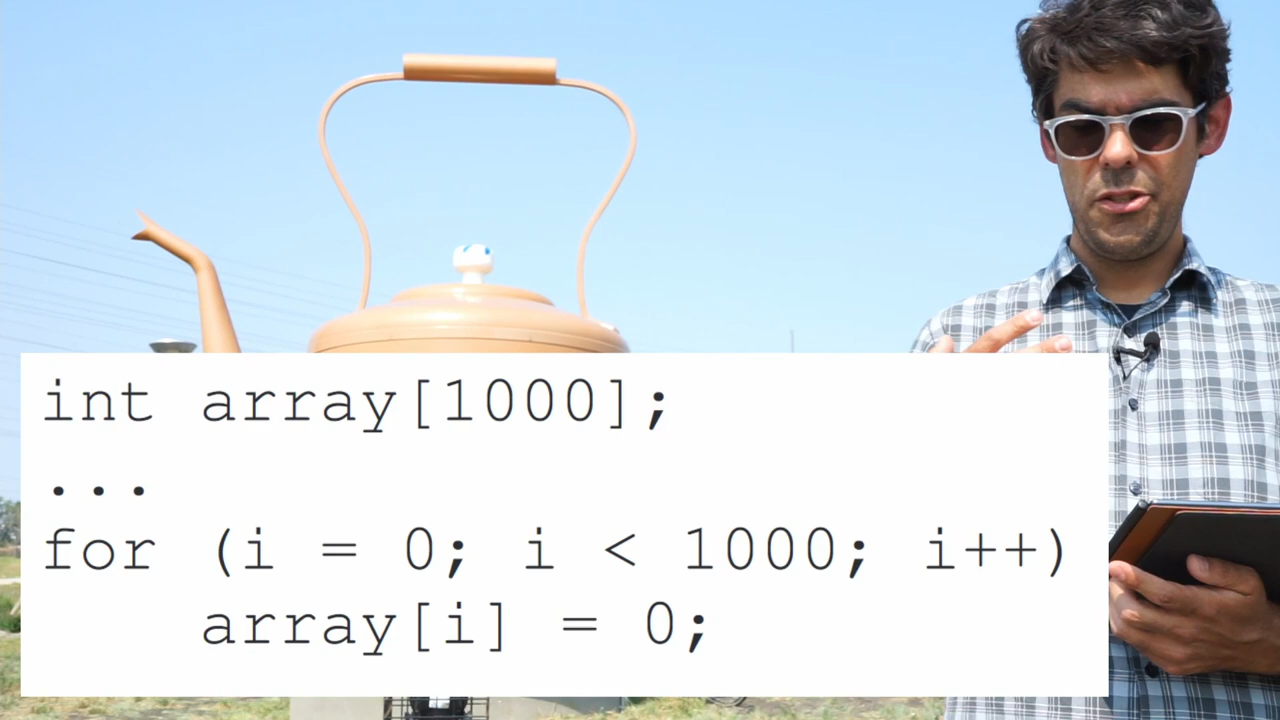 int array[1000];
...
for (i = 0; i < 1000; i++)
    array[i] = 0;